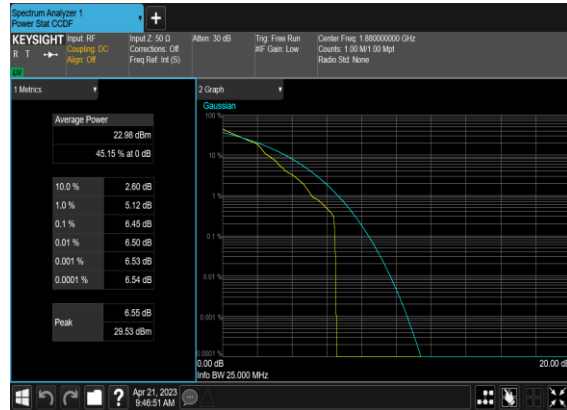 Spectrum Analyzer 1
Power Stat CCDF
+
KEYSIGHT
R T
LW
Input: RF
Coupling: DC
Align: Off
Input Z: 50 Ω
Corrections: Off
Freq Ref: Int (S)
Atten: 30 dB
Trig: Free Run
#IF Gain: Low
Center Freq: 1.880000000 GHz
Counts: 1.00 M/1.00 Mpt
Radio Std: None
1 Metrics
Average Power
22.98 dBm
45.15 % at 0 dB
10.0 % 2.60 dB
1.0 % 5.12 dB
0.1 % 6.45 dB
0.01 % 6.50 dB
0.001 % 6.53 dB
0.0001 % 6.54 dB
Peak
6.55 dB
29.53 dBm
2 Graph
Gaussian
100 %
10 %
1 %
0.1 %
0.01 %
0.001 %
0.0001 %
0.00 dB
20.00 dB
Info BW 25.000 MHz
?
Apr 21, 2023
9:46:51 AM